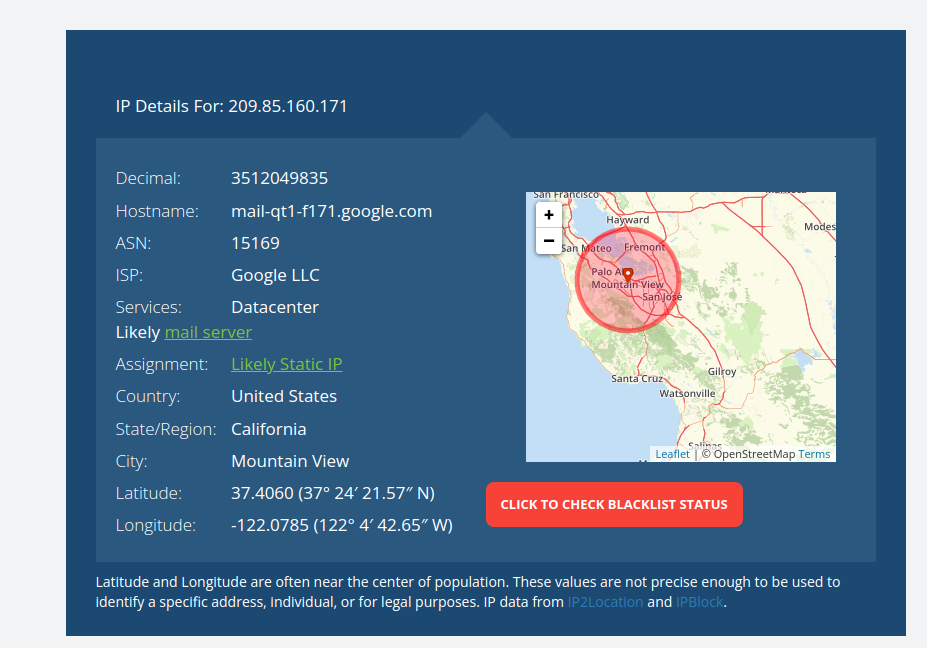 IP Details For: 209.85.160.171
Decimal: 3512049835
Hostname: mail-qt1-f171.google.com
ASN: 15169
ISP: Google LLC
Services: Datacenter
Likely mail server
Assignment: Likely Static IP
Country: United States
State/Region: California
City: Mountain View
Latitude: 37.4060 (37° 24′ 21.57″ N)
Longitude: -122.0785 (122° 4′ 42.65″ W)
+
−
San Francisco
Hayward
Modes
San Mateo
Fremont
Palo Al
Mountain View
San José
Gilroy
Santa Cruz
Watsonville
Salinas
Leaflet | © OpenStreetMap Terms
CLICK TO CHECK BLACKLIST STATUS
Latitude and Longitude are often near the center of population. These values are not precise enough to be used to
identify a specific address, individual, or for legal purposes. IP data from IP2Location and IPBlock.